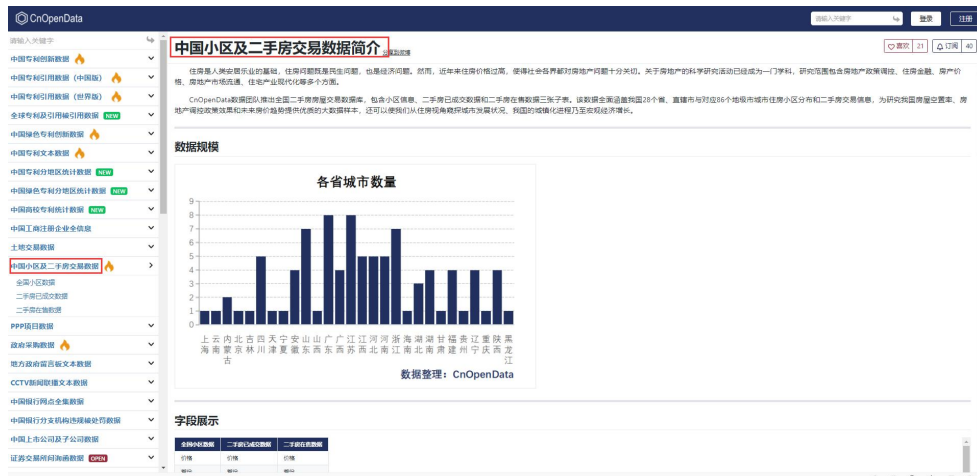 CnOpenData
请输入关键字
登录
注册
请输入关键字
中国专利创新数据
中国专利引用数据（中国版）
中国专利引用数据（世界版）
全球专利及引用被引用数据 NEW
中国绿色专利创新数据
中国专利文本数据
中国专利分地区统计数据 NEW
中国绿色专利分地区统计数据 NEW
中国高校专利统计数据 NEW
中国工商注册企业全信息
土地交易数据
中国小区及二手房交易数据
全国小区数据
二手房已成交数据
二手房在售数据
PPP项目数据
政府采购数据
地方政府留言板文本数据
CCTV新闻联播文本数据
中国银行网点全集数据
中国银行分支机构违规被处罚数据
中国上市公司及子公司数据
证券交易所问询函数据 OPEN
中国小区及二手房交易数据简介
分享到微博
喜欢 21
订阅 40
住房是人类安居乐业的基础，住房问题既是民生问题，也是经济问题。然而，近年来住房价格过高，使得社会各界都对房地产问题十分关切。关于房地产的科学研究活动已经成为一门学科，研究范围包含房地产政策调控、住房金融、房产价
格、房地产市场流通、住宅产业现代化等多个方面。
CnOpenData数据团队推出全国二手房房屋交易数据库，包含小区信息、二手房已成交数据和二手房在售数据三张子表。该数据全面涵盖我国28个省、直辖市与对应86个地级市城市住房小区分布和二手房交易信息，为研究我国房屋空置率、房
地产调控政策效果和未来房价趋势提供优质的大数据样本，还可以使我们从住房视角窥探城市发展状况、我国的城镇化进程乃至宏观经济增长。
数据规模
各省城市数量
9
8
7
6
5
4
3
2
1
0
上海 云南 内蒙古 北京 吉林 四川 天津 宁夏 安徽 山东 山西 广东 广西 江苏 江西 河北 河南 浙江 海南 湖北 湖南 甘肃 福建 贵州 辽宁 重庆 陕西 黑龙江
数据整理：CnOpenData
字段展示
全国小区数据 二手房已成交数据 二手房在售数据
价格 价格 价格